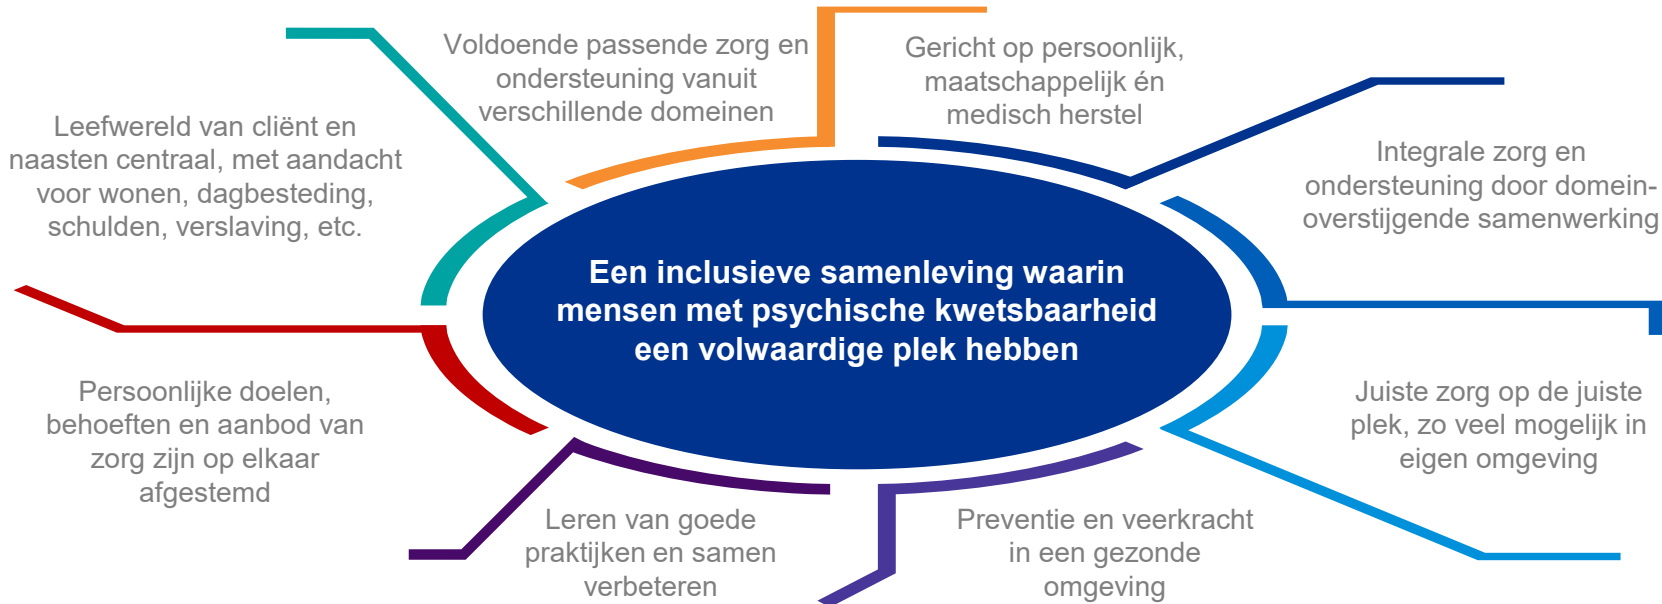 Voldoende passende zorg en
ondersteuning vanuit
verschillende domeinen
Gericht op persoonlijk,
maatschappelijk én
medisch herstel
Leefwereld van cliënt en
naasten centraal, met aandacht
voor wonen, dagbesteding,
schulden, verslaving, etc.
Integrale zorg en
ondersteuning door domein-
overstijgende samenwerking
Een inclusieve samenleving waarin
mensen met psychische kwetsbaarheid
een volwaardige plek hebben
Persoonlijke doelen,
behoeften en aanbod van
zorg zijn op elkaar
afgestemd
Juiste zorg op de juiste
plek, zo veel mogelijk in
eigen omgeving
Leren van goede
praktijken en samen
verbeteren
Preventie en veerkracht
in een gezonde
omgeving